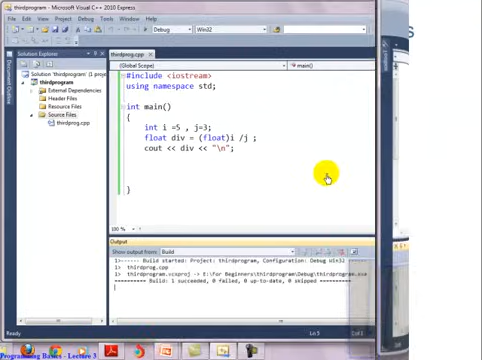 thirdprogram - Microsoft Visual C++ 2010 Express
File Edit View Project Debug Tools Window Help
Debug Win32
Solution Explorer
thirdprog.cpp
(Global Scope) main()
Solution 'thirdprogram' (1 project)
thirdprogram
External Dependencies
Header Files
Resource Files
Source Files
thirdprog.cpp
Document Outline
#include <iostream>
using namespace std;
int main()
{
int i =5 , j=3;
float div = (float)i /j ;
cout << div << "\n";
}
100 %
Output
Show output from: Build
1>------ Build started: Project: thirdprogram, Configuration: Debug Win32
1> thirdprog.cpp
1> thirdprogram.vcxproj -> E:\For Beginners\thirdprogram\Debug\thirdprogram.exe
========== Build: 1 succeeded, 0 failed, 0 up-to-date, 0 skipped
Ready Ln 5 Col 1
Programming Basics - Lecture 3